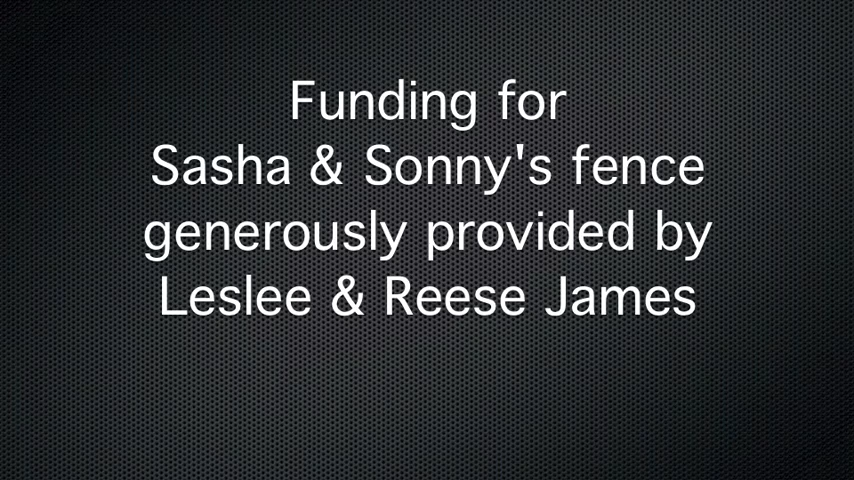 Funding for
Sasha & Sonny's fence
generously provided by
Leslee & Reese James